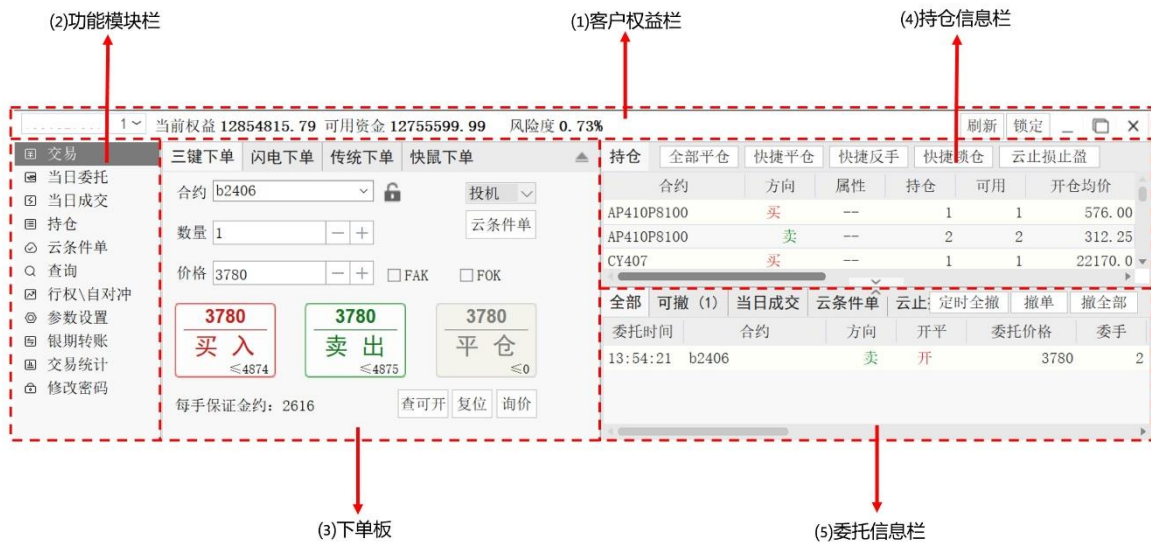 (2)功能模块栏
(1)客户权益栏
(4)持仓信息栏
1 当前权益 12854815.79 可用资金 12755599.99 风险度 0.73% 刷新 锁定
交易
当日委托
当日成交
持仓
云条件单
查询
行权\自对冲
参数设置
银期转账
交易统计
修改密码
三键下单 闪电下单 传统下单 快鼠下单
合约 b2406 投机
云条件单
数量 1 - +
价格 3780 - + FAK FOK
3780 3780 3780
买入 卖出 平仓
≤4874 ≤4875 ≤0
每手保证金约：2616 查可开 复位 询价
持仓 全部平仓 快捷平仓 快捷反手 快捷锁仓 云止损止盈
合约 方向 属性 持仓 可用 开仓均价
AP410P8100 买 -- 1 1 576.00
AP410P8100 卖 -- 2 2 312.25
CY407 买 -- 1 1 22170.0
全部 可撤（1） 当日成交 云条件单 云止 定时全撤 撤单 撤全部
委托时间 合约 方向 开平 委托价格 委手
13:54:21 b2406 卖 开 3780 2
(3)下单板
(5)委托信息栏